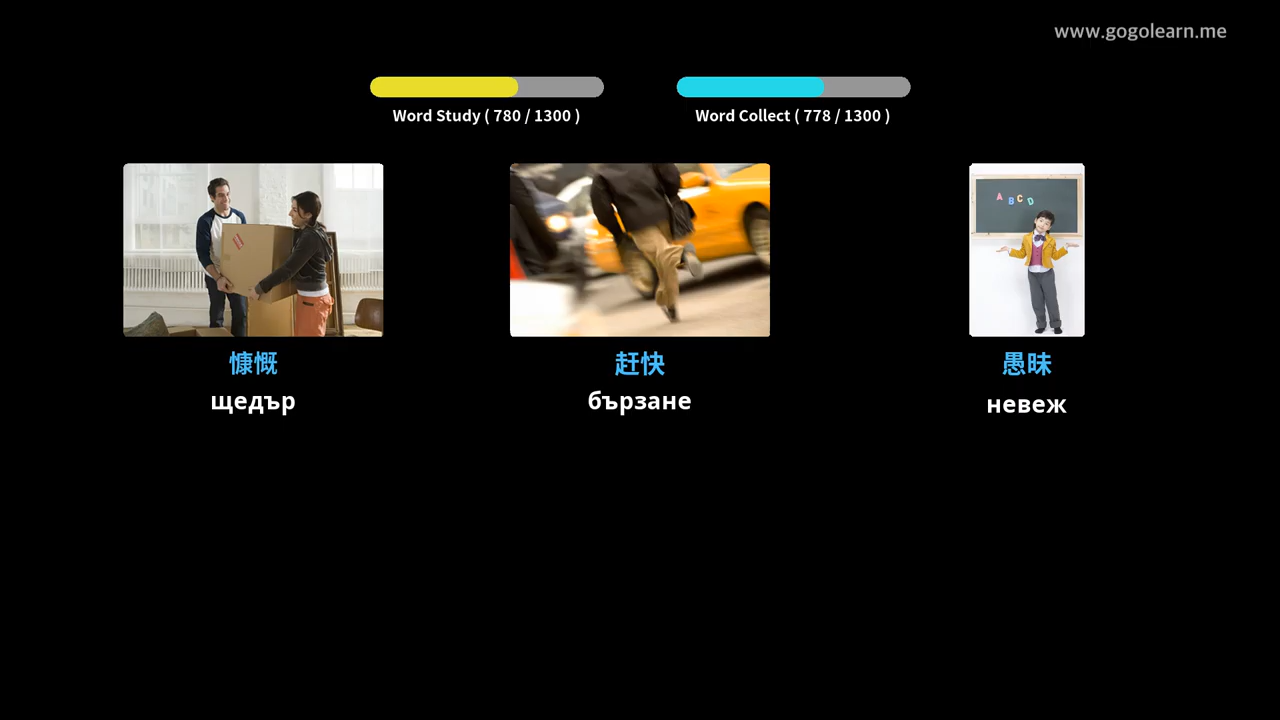 www.gogolearn.me
Word Study ( 780 / 1300 )
Word Collect ( 778 / 1300 )
慷慨
щедър
赶快
бързане
愚昧
невеж
A B C D